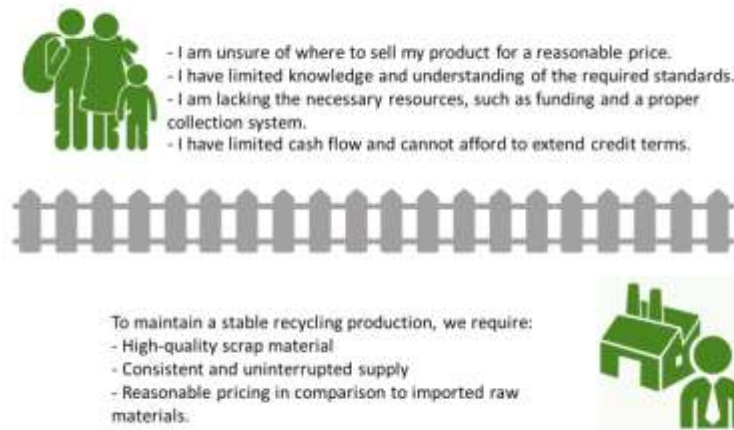 - I am unsure of where to sell my product for a reasonable price.
- I have limited knowledge and understanding of the required standards.
- I am lacking the necessary resources, such as funding and a proper
collection system.
- I have limited cash flow and cannot afford to extend credit terms.
To maintain a stable recycling production, we require:
- High-quality scrap material
- Consistent and uninterrupted supply
- Reasonable pricing in comparison to imported raw
materials.